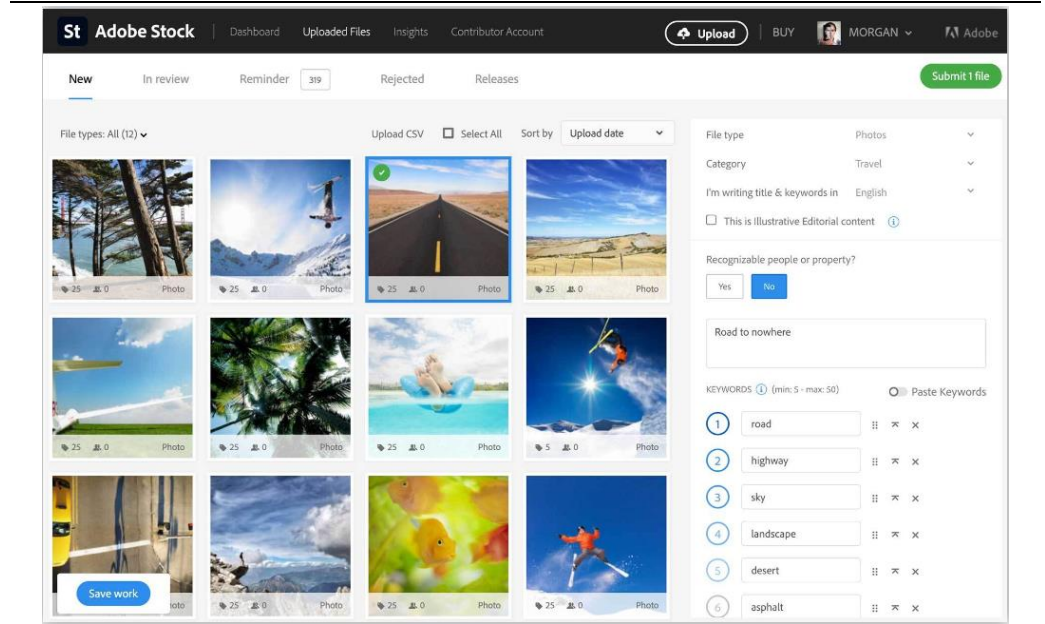 St Adobe Stock Dashboard Uploaded Files Insights Contributor Account Upload BUY MORGAN Adobe
New In review Reminder 319 Rejected Releases Submit 1 file
File types: All (12) Upload CSV Select All Sort by Upload date
File type Photos
Category Travel
I'm writing title & keywords in English
This is Illustrative Editorial content
Recognizable people or property?
Yes No
25 0 Photo 25 0 Photo 25 0 Photo 25 0 Photo
Road to nowhere
KEYWORDS (min: 5 - max: 50) Paste Keywords
1 road
25 0 Photo 25 0 Photo 25 0 Photo 5 0 Photo
2 highway
3 sky
4 landscape
5 desert
6 asphalt
Save work
oto 25 0 Photo 25 0 Photo 25 0 Photo